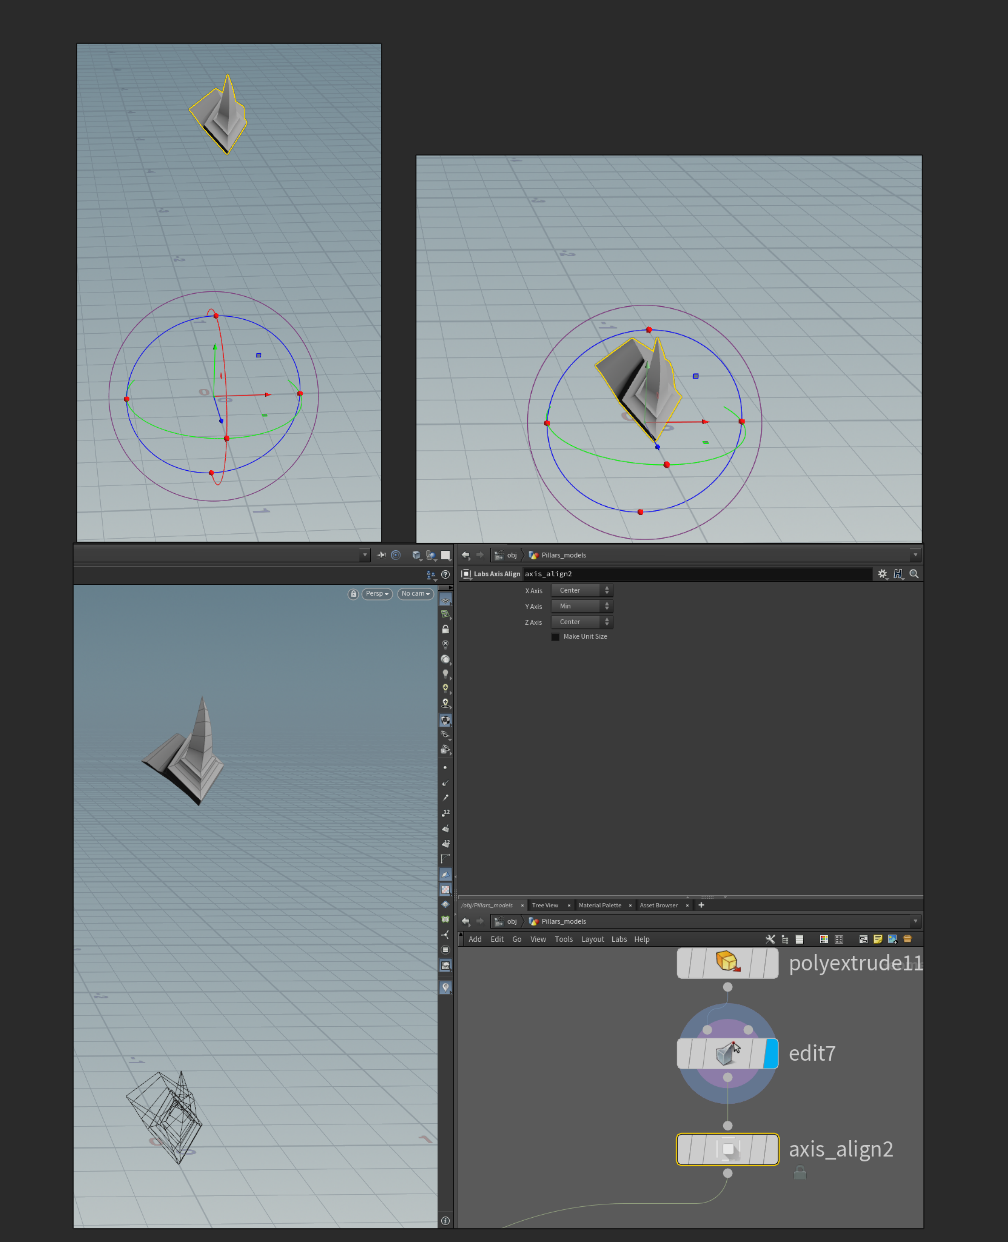 obj
Pillars_models
Labs Axis Align
axis_align2
X Axis
Center
Y Axis
Min
Z Axis
Center
Make Unit Size
Persp
No cam
/obj/Pillars_models
Tree View
Material Palette
Asset Browser
obj
Pillars_models
Add Edit Go View Tools Layout Labs Help
polyextrude11
edit7
axis_align2